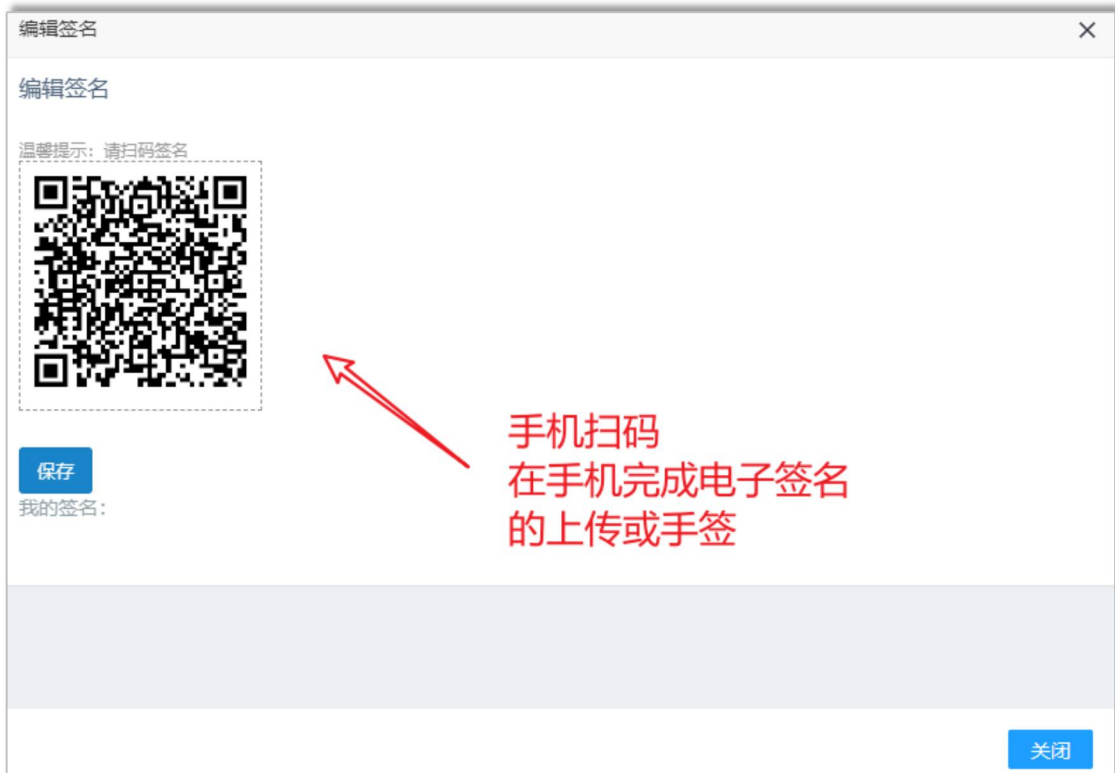 编辑签名
编辑签名
温馨提示：请扫码签名
手机扫码
在手机完成电子签名
的上传或手签
保存
我的签名：
关闭